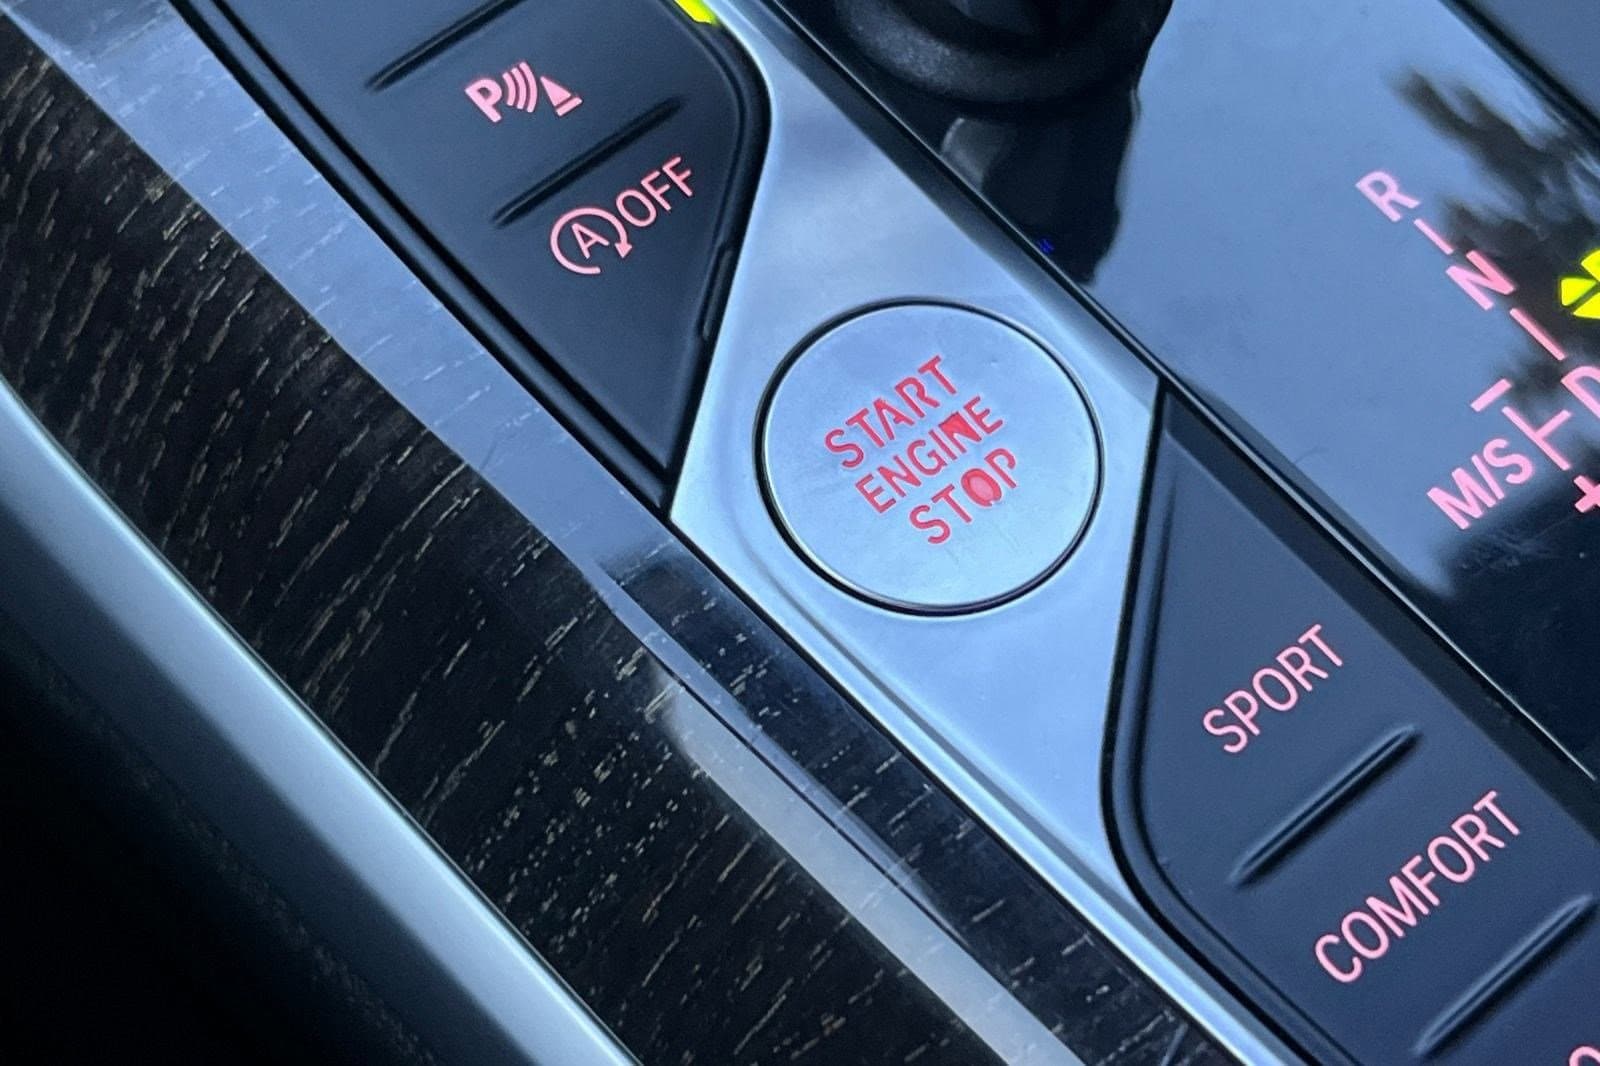 P
A OFF
START
ENGINE
STOP
R
N
D
M/S
+
SPORT
COMFORT